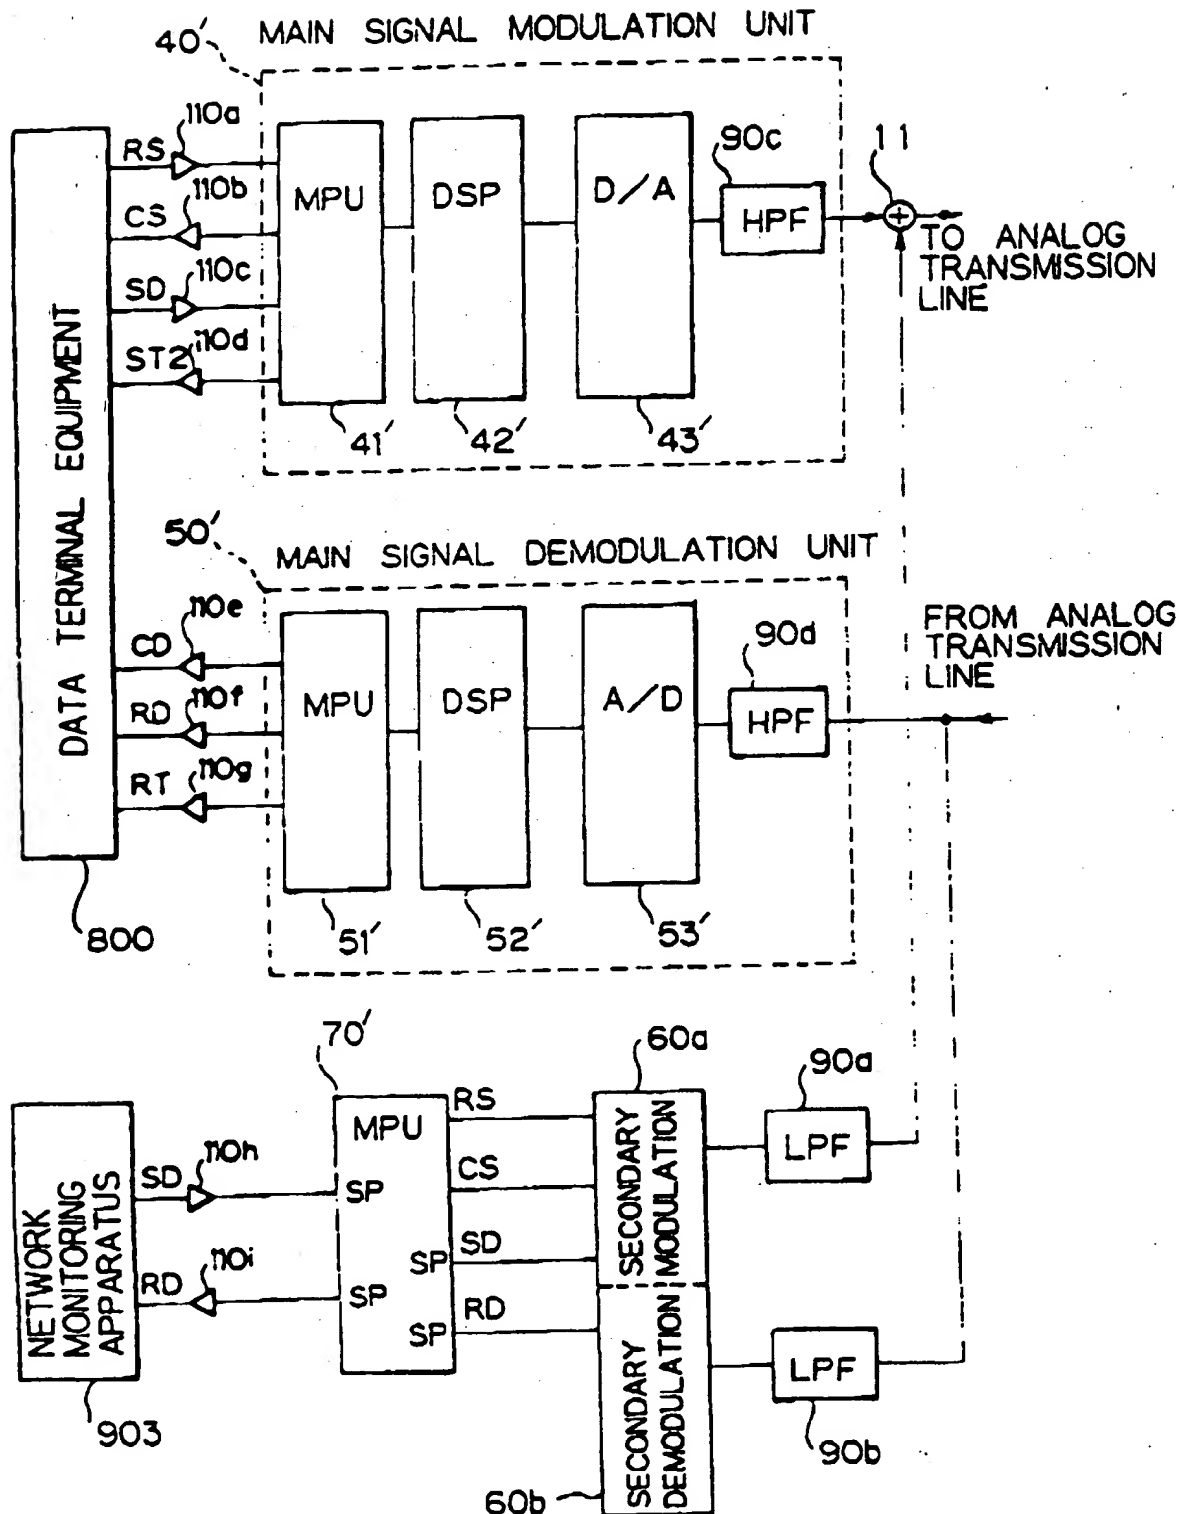 40′
MAIN SIGNAL MODULATION UNIT
RS
110a
CS
110b
SD
110c
ST2
110d
MPU
DSP
D/A
90c
HPF
11
+
TO ANALOG
TRANSMISSION
LINE
41′
42′
43′
DATA TERMINAL EQUIPMENT
50′
MAIN SIGNAL DEMODULATION UNIT
CD
110e
RD
110f
RT
110g
MPU
DSP
A/D
90d
HPF
FROM ANALOG
TRANSMISSION
LINE
800
51′
52′
53′
70′
60a
90a
NETWORK
MONITORING
APPARATUS
SD
110h
RD
110i
MPU
SP
SP
SP
SP
RS
CS
SD
RD
SECONDARY
MODULATION
SECONDARY
DEMODULATION
LPF
LPF
903
60b
90b